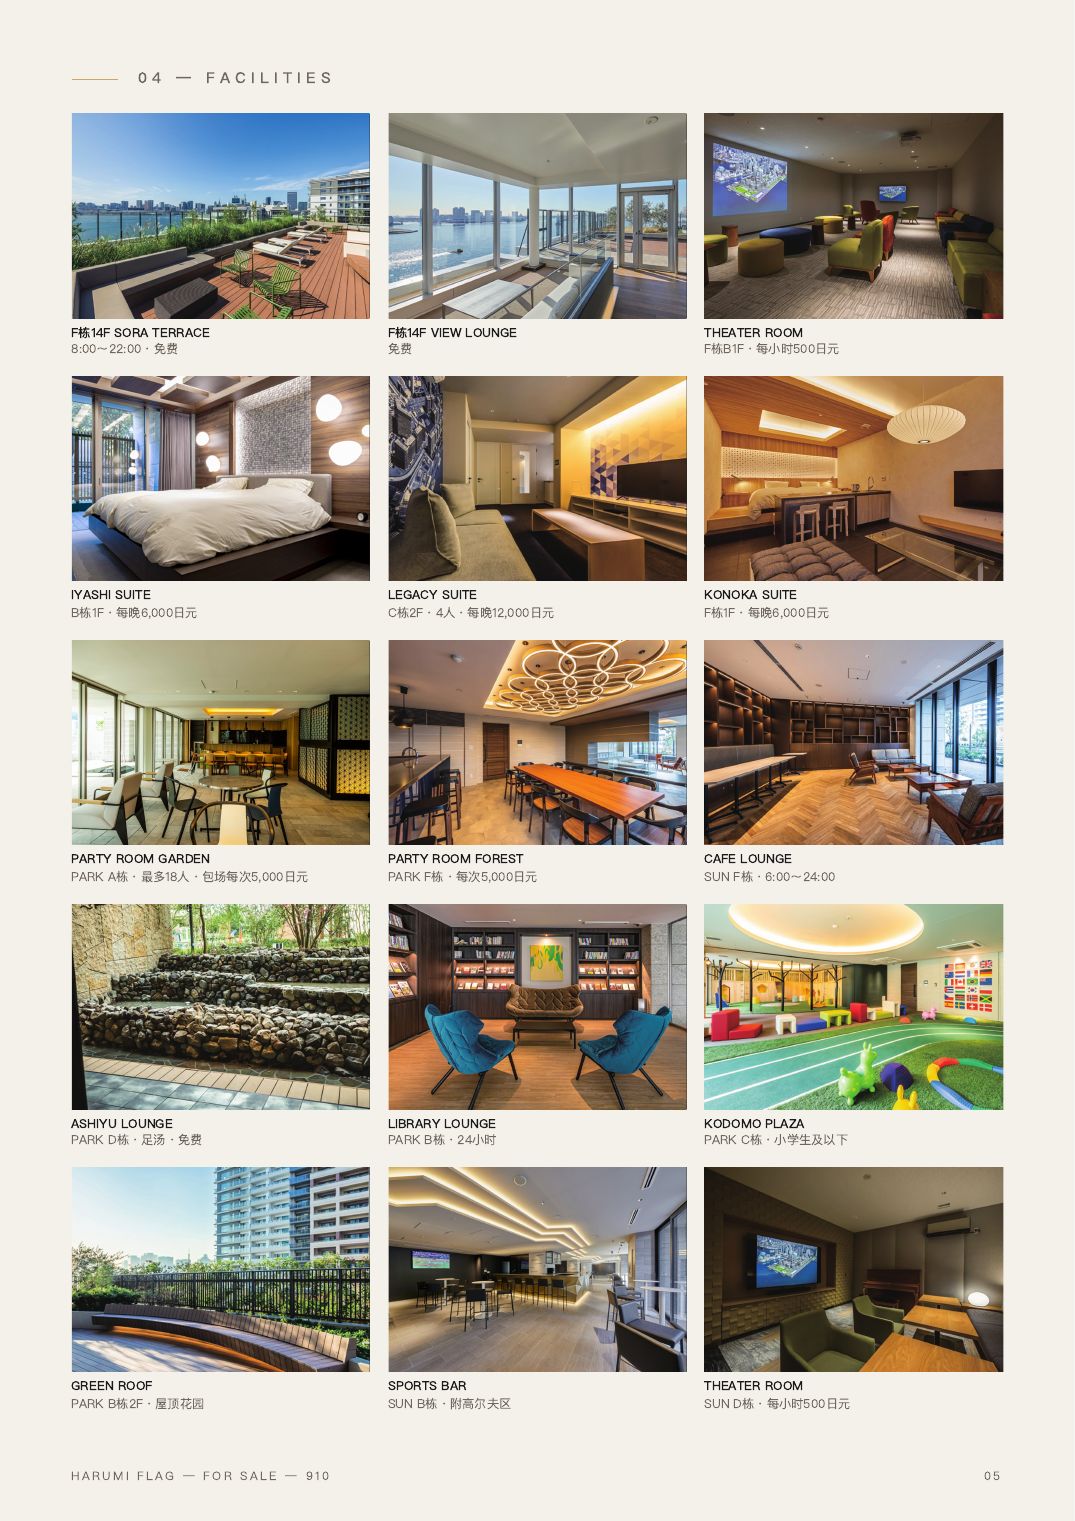 04 — FACILITIES
F栋14F SORA TERRACE
8:00～22:00 · 免费
F栋14F VIEW LOUNGE
免费
THEATER ROOM
F栋B1F · 每小时500日元
IYASHI SUITE
B栋1F · 每晚6,000日元
LEGACY SUITE
C栋2F · 4人 · 每晚12,000日元
KONOKA SUITE
F栋1F · 每晚6,000日元
PARTY ROOM GARDEN
PARK A栋 · 最多18人 · 包场每次5,000日元
PARTY ROOM FOREST
PARK F栋 · 每次5,000日元
CAFE LOUNGE
SUN F栋 · 6:00～24:00
ASHIYU LOUNGE
PARK D栋 · 足汤 · 免费
LIBRARY LOUNGE
PARK B栋 · 24小时
KODOMO PLAZA
PARK C栋 · 小学生及以下
GREEN ROOF
PARK B栋2F · 屋顶花园
SPORTS BAR
SUN B栋 · 附高尔夫区
THEATER ROOM
SUN D栋 · 每小时500日元
HARUMI FLAG — FOR SALE — 910
05